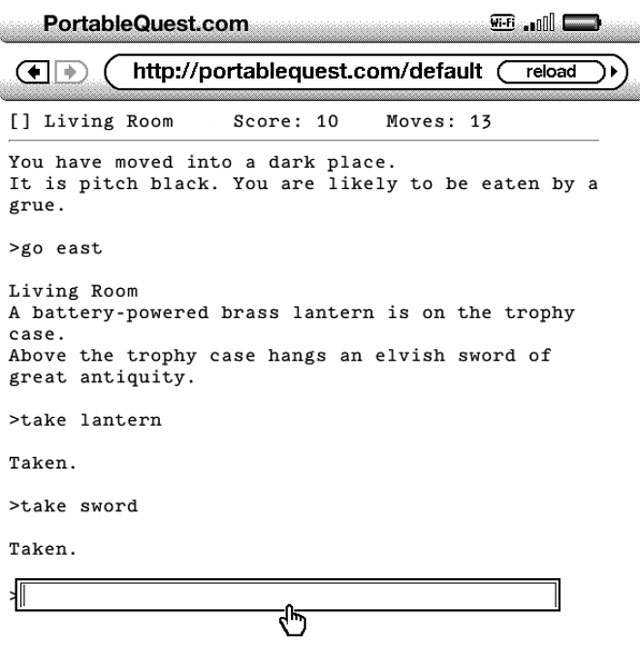 PortableQuest.com Wi-Fi
http://portablequest.com/default reload
[] Living Room Score: 10 Moves: 13
You have moved into a dark place.
It is pitch black. You are likely to be eaten by a
grue.
>go east
Living Room
A battery-powered brass lantern is on the trophy
case.
Above the trophy case hangs an elvish sword of
great antiquity.
>take lantern
Taken.
>take sword
Taken.
>